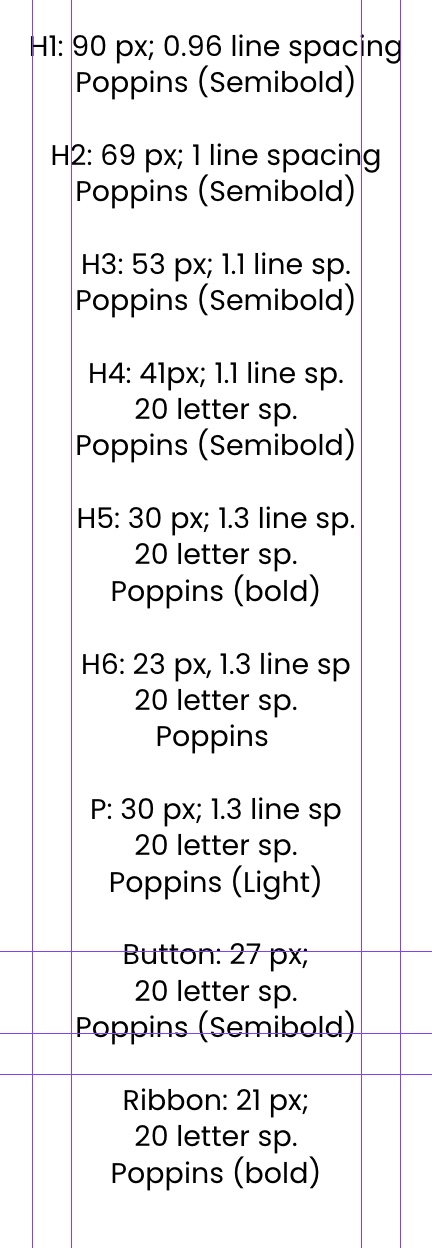 H1: 90 px; 0.96 line spacing
Poppins (Semibold)
H2: 69 px; 1 line spacing
Poppins (Semibold)
H3: 53 px; 1.1 line sp.
Poppins (Semibold)
H4: 41px; 1.1 line sp.
20 letter sp.
Poppins (Semibold)
H5: 30 px; 1.3 line sp.
20 letter sp.
Poppins (bold)
H6: 23 px, 1.3 line sp
20 letter sp.
Poppins
P: 30 px; 1.3 line sp
20 letter sp.
Poppins (Light)
Button: 27 px;
20 letter sp.
Poppins (Semibold)
Ribbon: 21 px;
20 letter sp.
Poppins (bold)